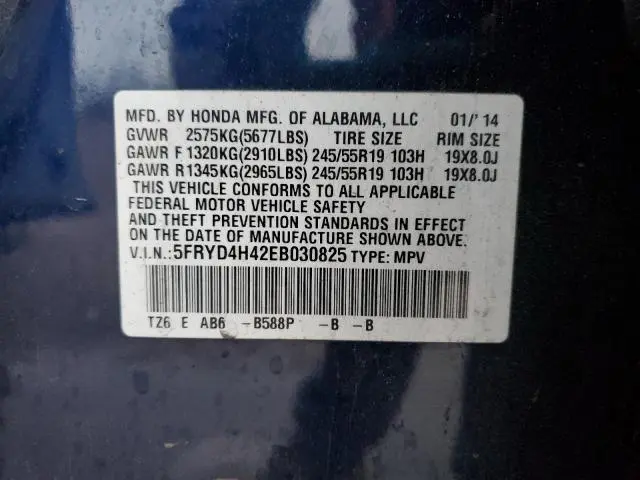 MFD. BY HONDA MFG. OF ALABAMA, LLC 01/'14
GVWR 2575KG(5677LBS) TIRE SIZE RIM SIZE
GAWR F 1320KG(2910LBS) 245/55R19 103H 19X8.0J
GAWR R 1345KG(2965LBS) 245/55R19 103H 19X8.0J
THIS VEHICLE CONFORMS TO ALL APPLICABLE
FEDERAL MOTOR VEHICLE SAFETY
AND THEFT PREVENTION STANDARDS IN EFFECT
ON THE DATE OF MANUFACTURE SHOWN ABOVE.
V.I.N.:5FRYD4H42EB030825 TYPE: MPV
TZ6 E AB6 -B588P -B -B